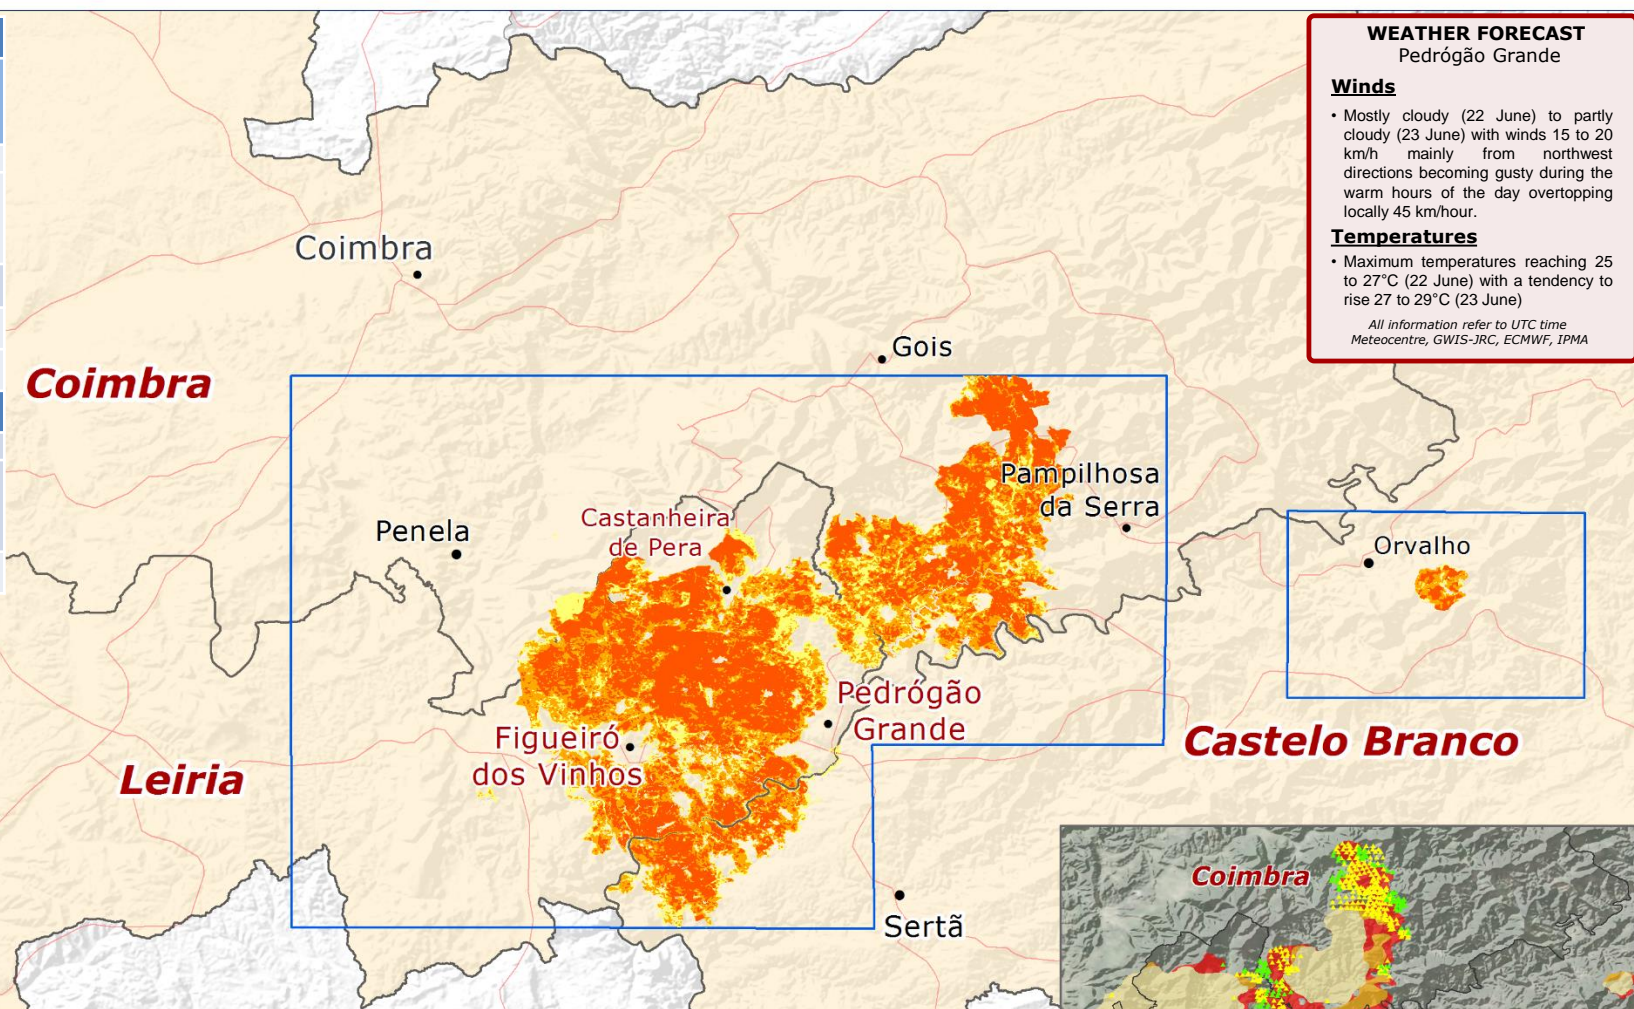 WEATHER FORECAST
Pedrógão Grande
Winds
• Mostly cloudy (22 June) to partly
cloudy (23 June) with winds 15 to 20
km/h mainly from northwest
directions becoming gusty during the
warm hours of the day overtopping
locally 45 km/hour.
Temperatures
• Maximum temperatures reaching 25
to 27°C (22 June) with a tendency to
rise 27 to 29°C (23 June)
All information refer to UTC time
Meteocentre, GWIS-JRC, ECMWF, IPMA
Coimbra
Gois
Coimbra
Pampilhosa
da Serra
Castanheira
de Pera
Penela
Orvalho
Pedrógão
Grande
Figueiró
dos Vinhos
Castelo Branco
Leiria
Sertã
Coimbra